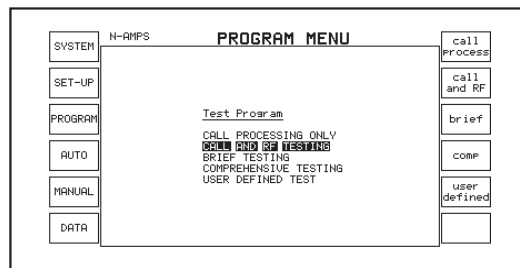 N-AMPS
PROGRAM MENU
SYSTEM
SET-UP
PROGRAM
AUTO
MANUAL
DATA
Test Program
CALL PROCESSING ONLY
CALL AND RF TESTING
BRIEF TESTING
COMPREHENSIVE TESTING
USER DEFINED TEST
call
process
call
and RF
brief
comp
user
defined